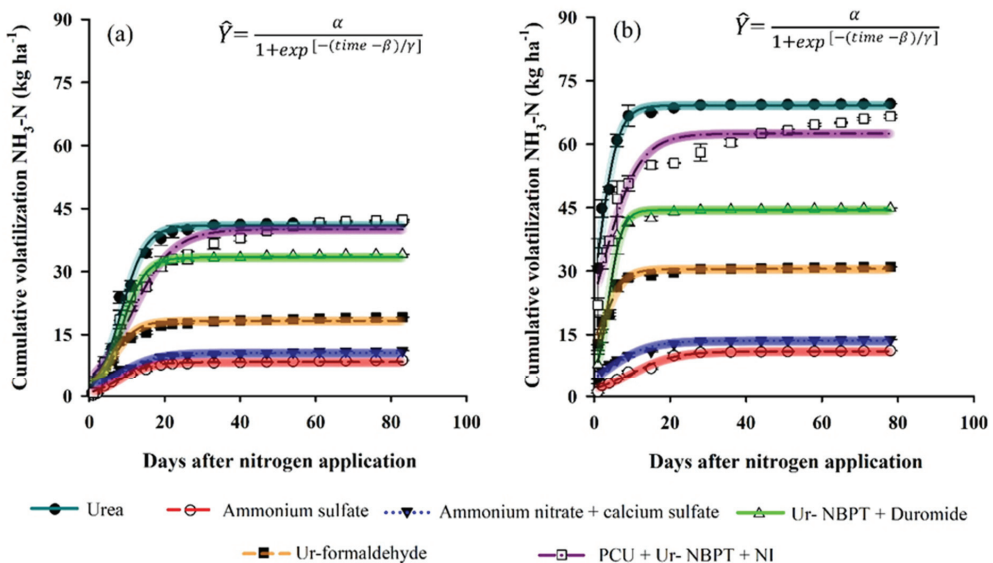 (a)
Ŷ= α / 1+exp^[-(time -β)/γ]
90
75
60
45
30
15
0
Cumulative volatilization NH3-N (kg ha-1)
0 20 40 60 80 100
Days after nitrogen application
(b)
Ŷ= α / 1+exp^[-(time -β)/γ]
90
75
60
45
30
15
0
Cumulative volatilization NH3-N (kg ha-1)
0 20 40 60 80 100
Days after nitrogen application
Urea Ammonium sulfate Ammonium nitrate + calcium sulfate Ur- NBPT + Duromide
Ur-formaldehyde PCU + Ur- NBPT + NI